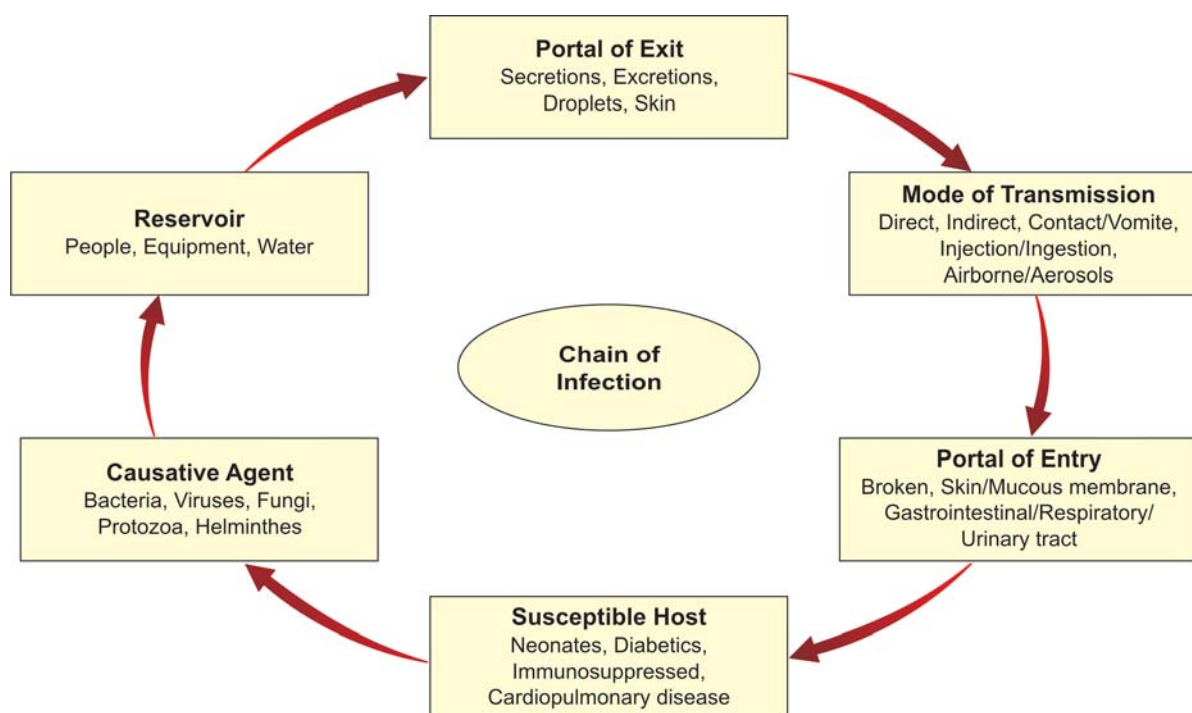 Portal of Exit
Secretions, Excretions,
Droplets, Skin
Mode of Transmission
Direct, Indirect, Contact/Vomite,
Injection/Ingestion,
Airborne/Aerosols
Portal of Entry
Broken, Skin/Mucous membrane,
Gastrointestinal/Respiratory/
Urinary tract
Susceptible Host
Neonates, Diabetics,
Immunosuppressed,
Cardiopulmonary disease
Causative Agent
Bacteria, Viruses, Fungi,
Protozoa, Helminthes
Reservoir
People, Equipment, Water
Chain of
Infection